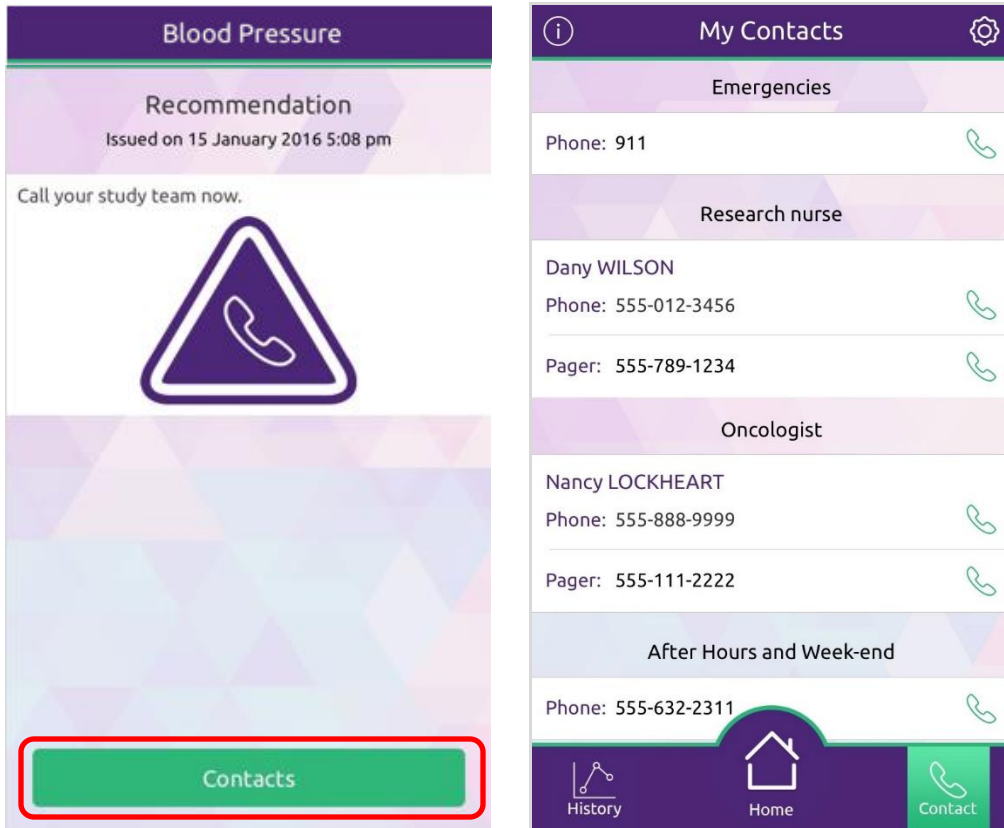 Blood Pressure
Recommendation
Issued on 15 January 2016 5:08 pm
Call your study team now.
Contacts
My Contacts
Emergencies
Phone: 911
Research nurse
Dany WILSON
Phone: 555-012-3456
Pager: 555-789-1234
Oncologist
Nancy LOCKHEART
Phone: 555-888-9999
Pager: 555-111-2222
After Hours and Week-end
Phone: 555-632-2311
History
Home
Contact